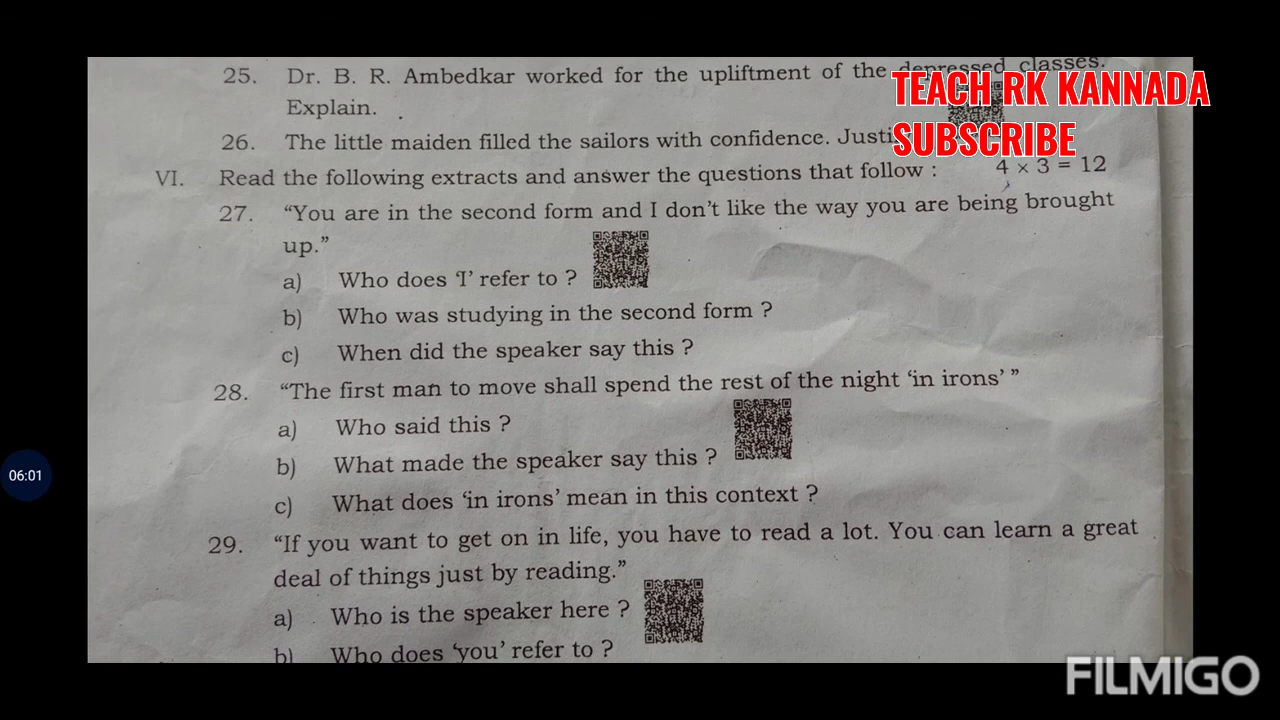 25. Dr. B. R. Ambedkar worked for the upliftment of the depressed classes.
Explain.
TEACH RK KANNADA
SUBSCRIBE
26. The little maiden filled the sailors with confidence. Justi
VI. Read the following extracts and answer the questions that follow : 4 × 3 = 12
27. “You are in the second form and I don’t like the way you are being brought
up.”
a) Who does ‘I’ refer to ?
b) Who was studying in the second form ?
c) When did the speaker say this ?
28. “The first man to move shall spend the rest of the night ‘in irons’ ”
a) Who said this ?
b) What made the speaker say this ?
c) What does ‘in irons’ mean in this context ?
29. “If you want to get on in life, you have to read a lot. You can learn a great
deal of things just by reading.”
a) Who is the speaker here ?
b) Who does ‘you’ refer to ?
06:01
FILMIGO